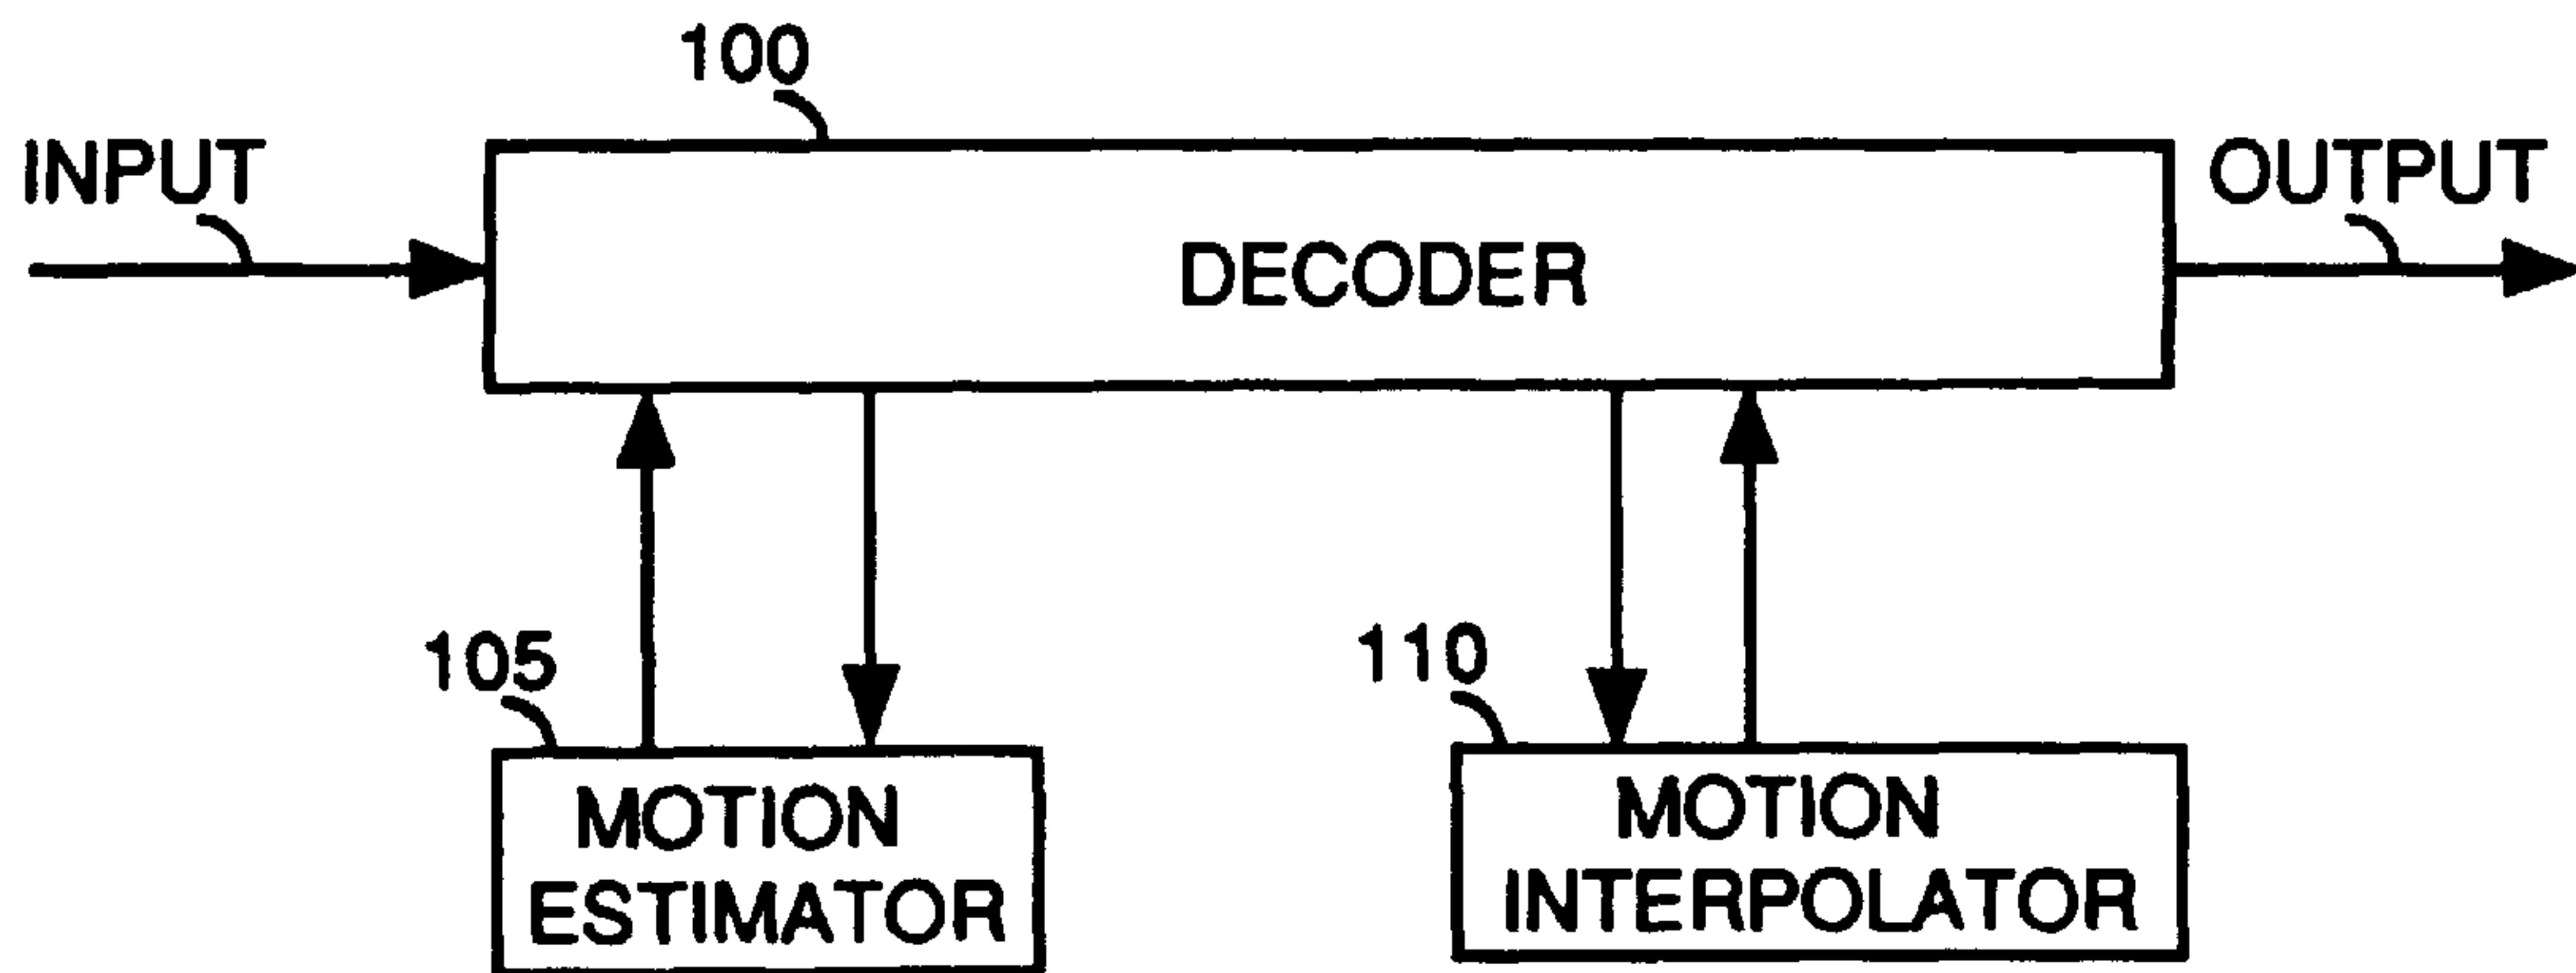 100
INPUT
OUTPUT
DECODER
105
110
MOTION
ESTIMATOR
MOTION
INTERPOLATOR